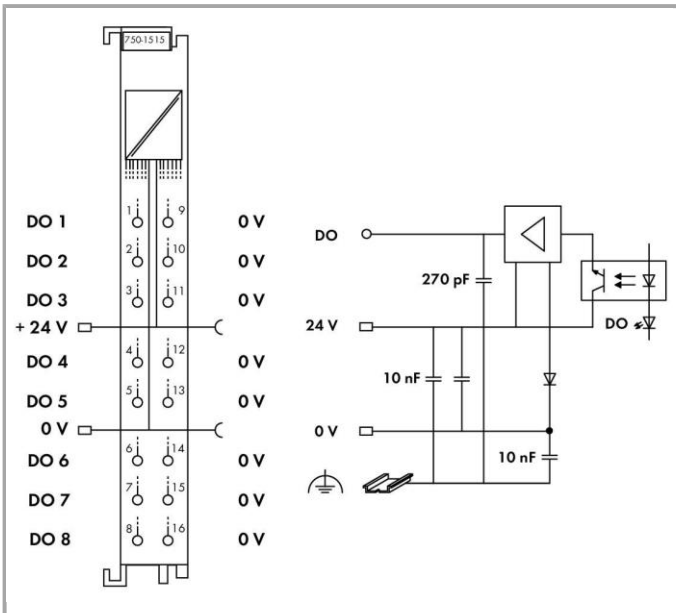 750-1515
DO 1 1 9 0 V
DO 2 2 10 0 V
DO 3 3 11 0 V
+ 24 V
DO 4 4 12 0 V
DO 5 5 13 0 V
0 V
DO 6 6 14 0 V
DO 7 7 15 0 V
DO 8 8 16 0 V
DO
270 pF
24 V
DO
10 nF
0 V
10 nF